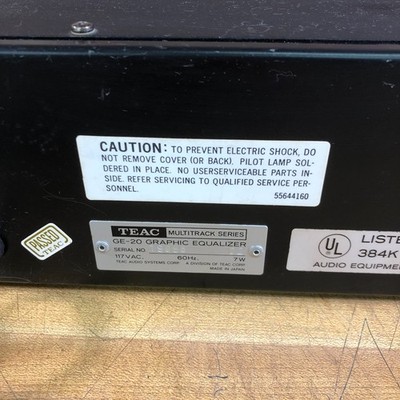 CAUTION: TO PREVENT ELECTRIC SHOCK, DO
NOT REMOVE COVER (OR BACK). PILOT LAMP SOL-
DERED IN PLACE. NO USERSERVICEABLE PARTS IN-
SIDE. REFER SERVICING TO QUALIFIED SERVICE PER-
SONNEL.
55644160
PASSED
TEAC
TEAC MULTITRACK SERIES
GE-20 GRAPHIC EQUALIZER
SERIAL NO.
117VAC, 60Hz, 7W
TEAC AUDIO SYSTEMS CORP. A DIVISION OF TEAC CORP.
MADE IN JAPAN
UL LISTE
384K
AUDIO EQUIPMEN